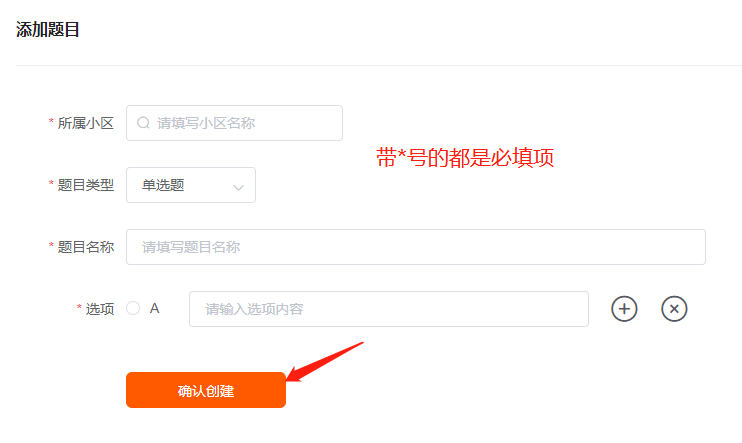 添加题目
* 所属小区 请填写小区名称
带*号的都是必填项
* 题目类型 单选题
* 题目名称 请填写题目名称
* 选项 A 请输入选项内容
确认创建